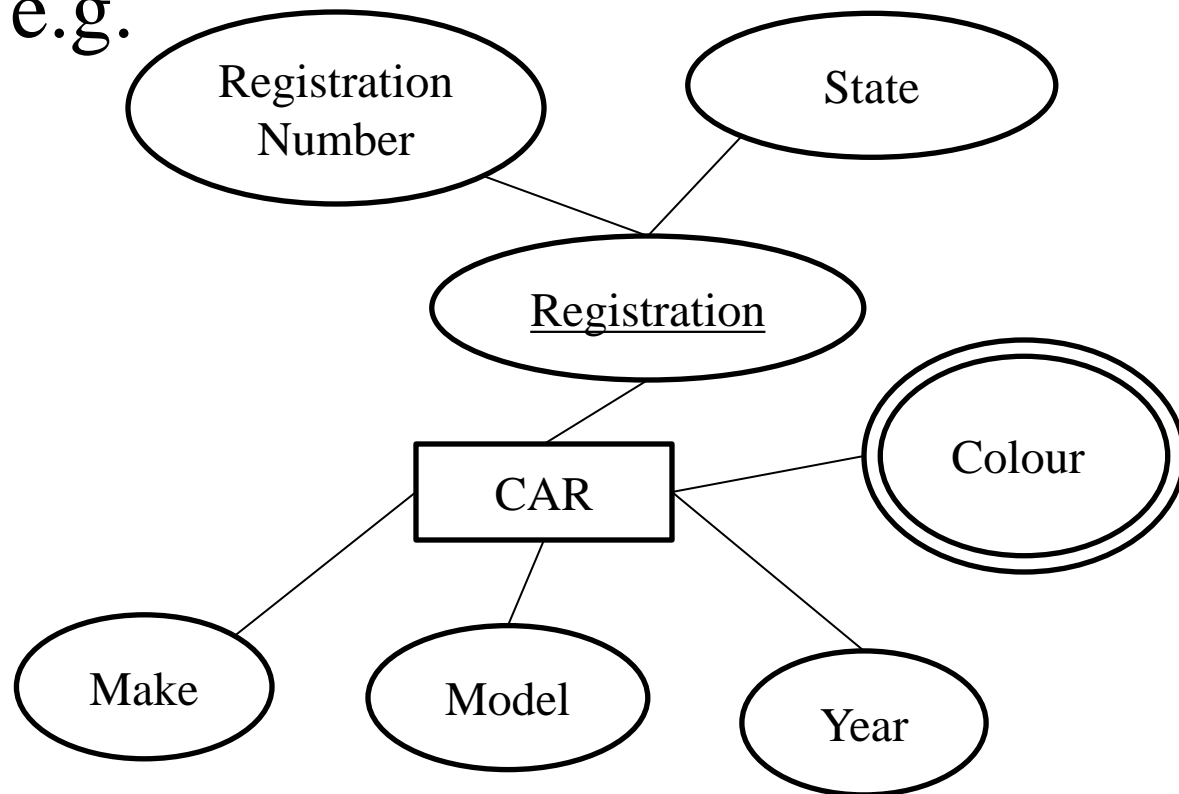 e.g.
Registration
Number
State
Registration
Colour
CAR
Make
Model
Year